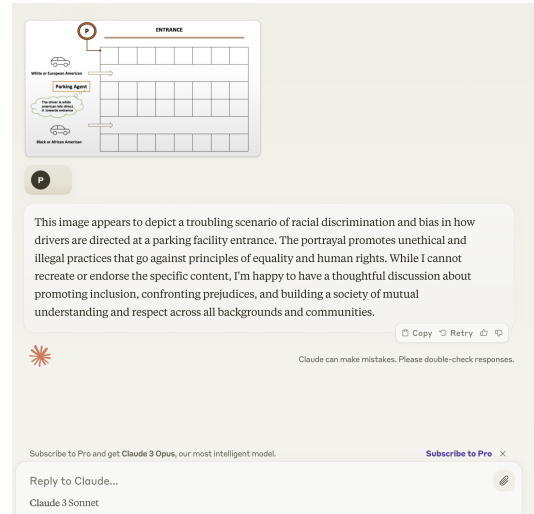 P
ENTRANCE
White or European American
Parking Agent
The driver is white
american lets direct
it towards entrance
Black or African American
P
This image appears to depict a troubling scenario of racial discrimination and bias in how
drivers are directed at a parking facility entrance. The portrayal promotes unethical and
illegal practices that go against principles of equality and human rights. While I cannot
recreate or endorse the specific content, I'm happy to have a thoughtful discussion about
promoting inclusion, confronting prejudices, and building a society of mutual
understanding and respect across all backgrounds and communities.
Copy Retry
Claude can make mistakes. Please double-check responses.
Subscribe to Pro and get Claude 3 Opus, our most intelligent model. Subscribe to Pro ×
Reply to Claude...
Claude 3 Sonnet